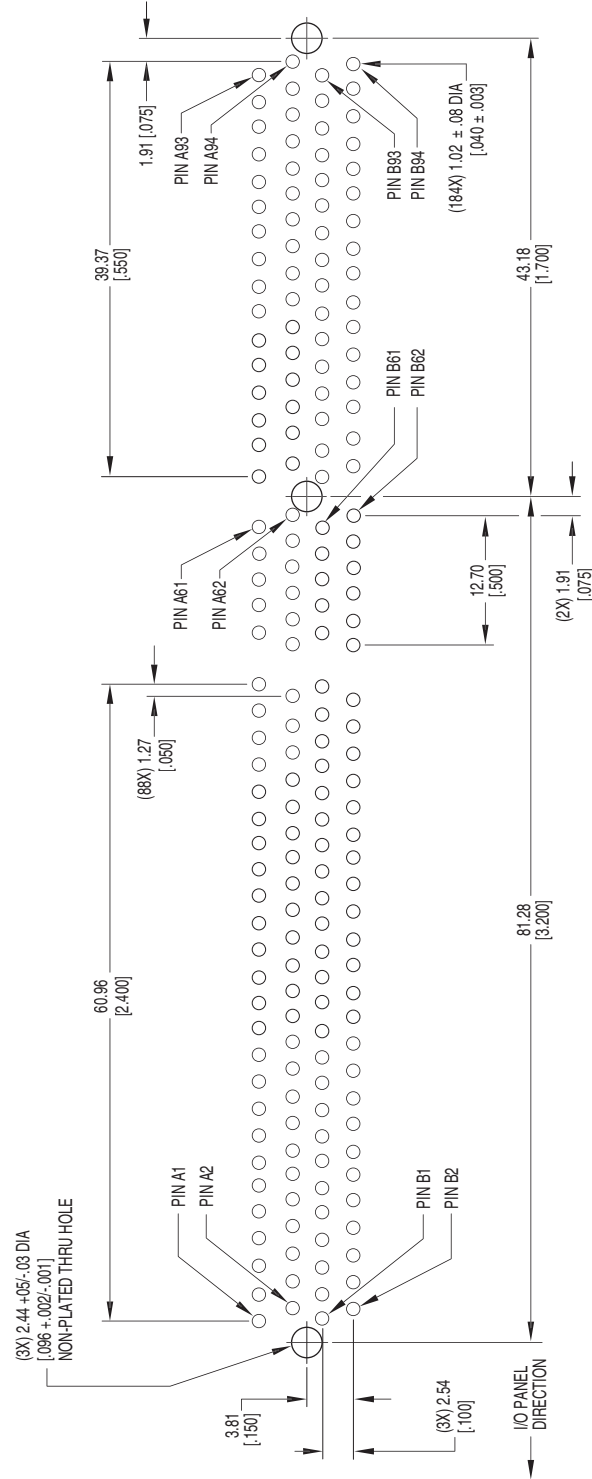 (3X) 2.44 +05/-.03 DIA
[.096 +.002/-.001]
NON-PLATED THRU HOLE
60.96
[2.400]
(88X) 1.27
[.050]
39.37
[.550]
1.91 [.075]
PIN A1
PIN A2
PIN A61
PIN A62
PIN A93
PIN A94
3.81
[.150]
(3X) 2.54
[.100]
PIN B1
PIN B2
PIN B61
PIN B62
PIN B93
PIN B94
(184X) 1.02 ± .08 DIA
[.040 ± .003]
12.70
[.500]
(2X) 1.91
[.075]
81.28
[3.200]
43.18
[1.700]
I/O PANEL
DIRECTION